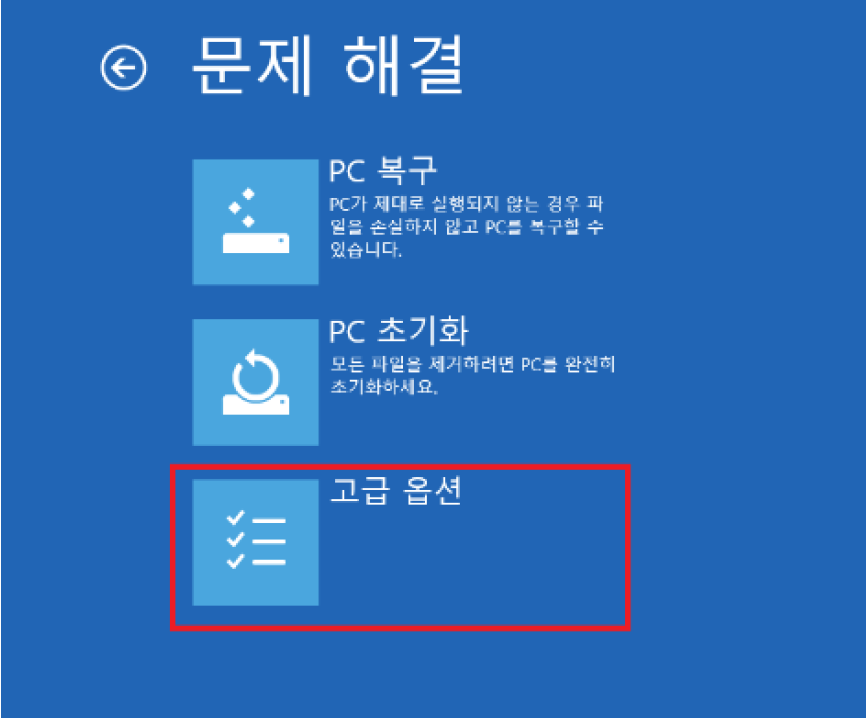 문제 해결
PC 복구
PC가 제대로 실행되지 않는 경우 파
일을 손실하지 않고 PC를 복구할 수
있습니다.
PC 초기화
모든 파일을 제거하려면 PC를 완전히
초기화하세요.
고급 옵션